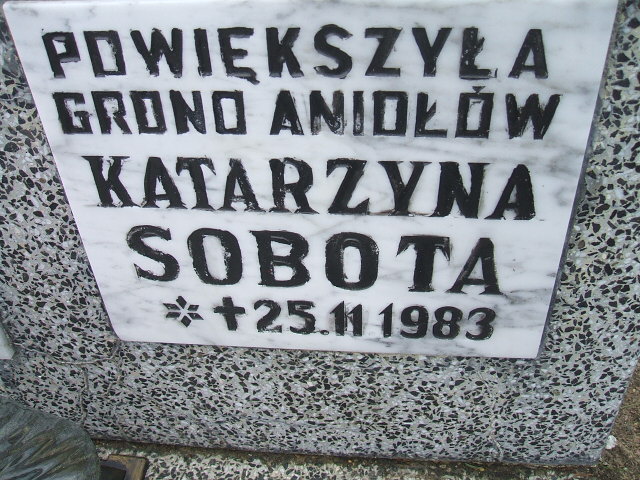 POWIĘKSZYŁA
GRONO ANIOŁÓW
KATARZYNA
SOBOTA
* † 25.11 1983